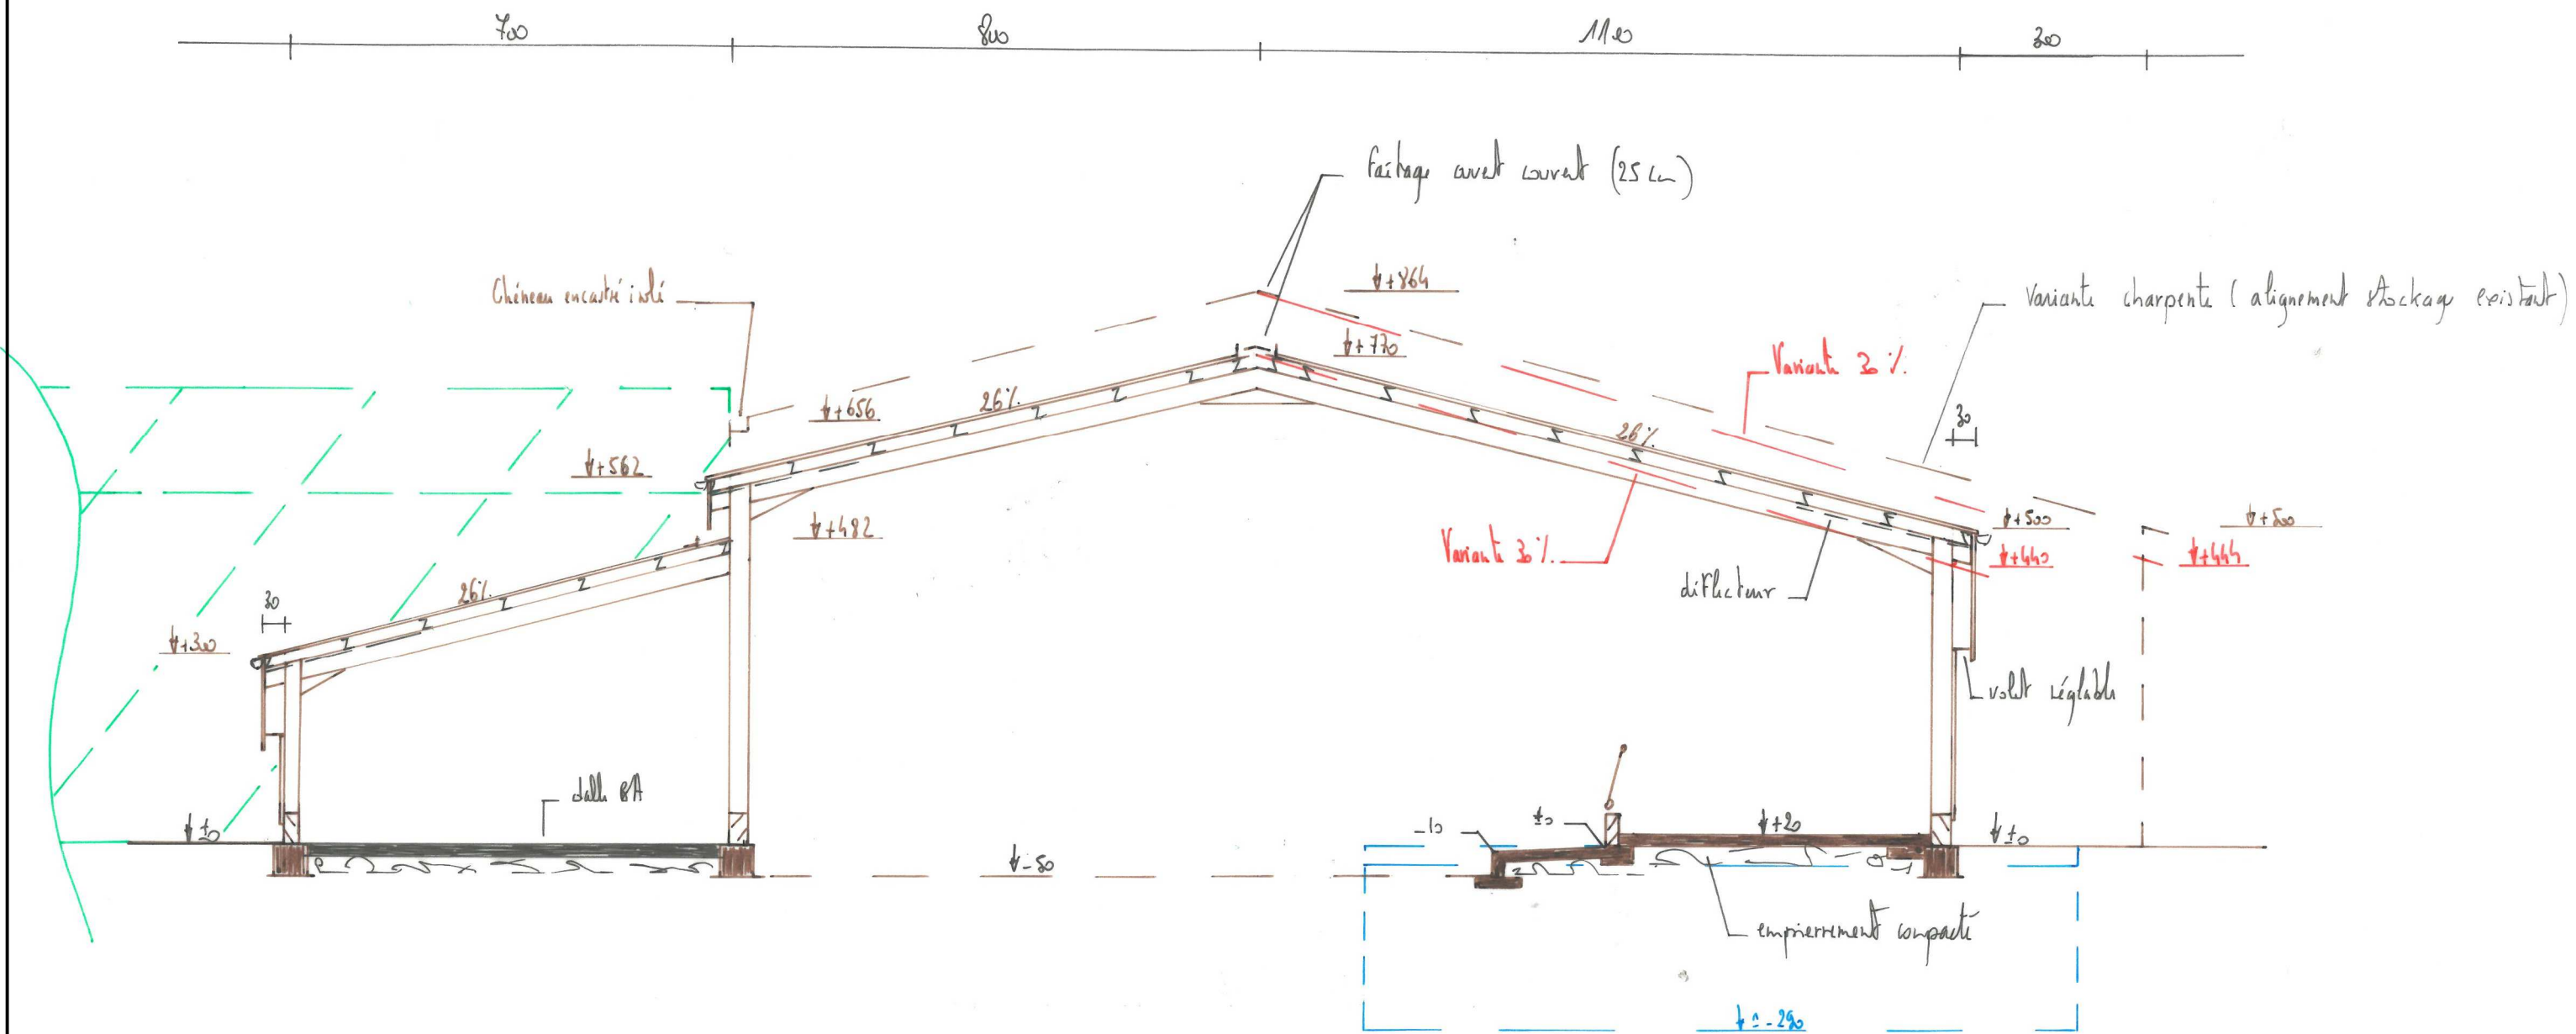 700 800 1100 300
Faîtage ouvert couvert (25 cm)
Chéneau encastré isolé
+864
Variante charpente (alignement stockage existant)
+770
Variante 30 %.
+656
26%.
30
+562
26%.
+482
+500
+500
Variante 30 %.
+440
+444
déflecteur
26%.
30
+300
volet réglable
dalle BA
±0
-10
±0
+20
±0
-50
empierrement compacté
≃-290